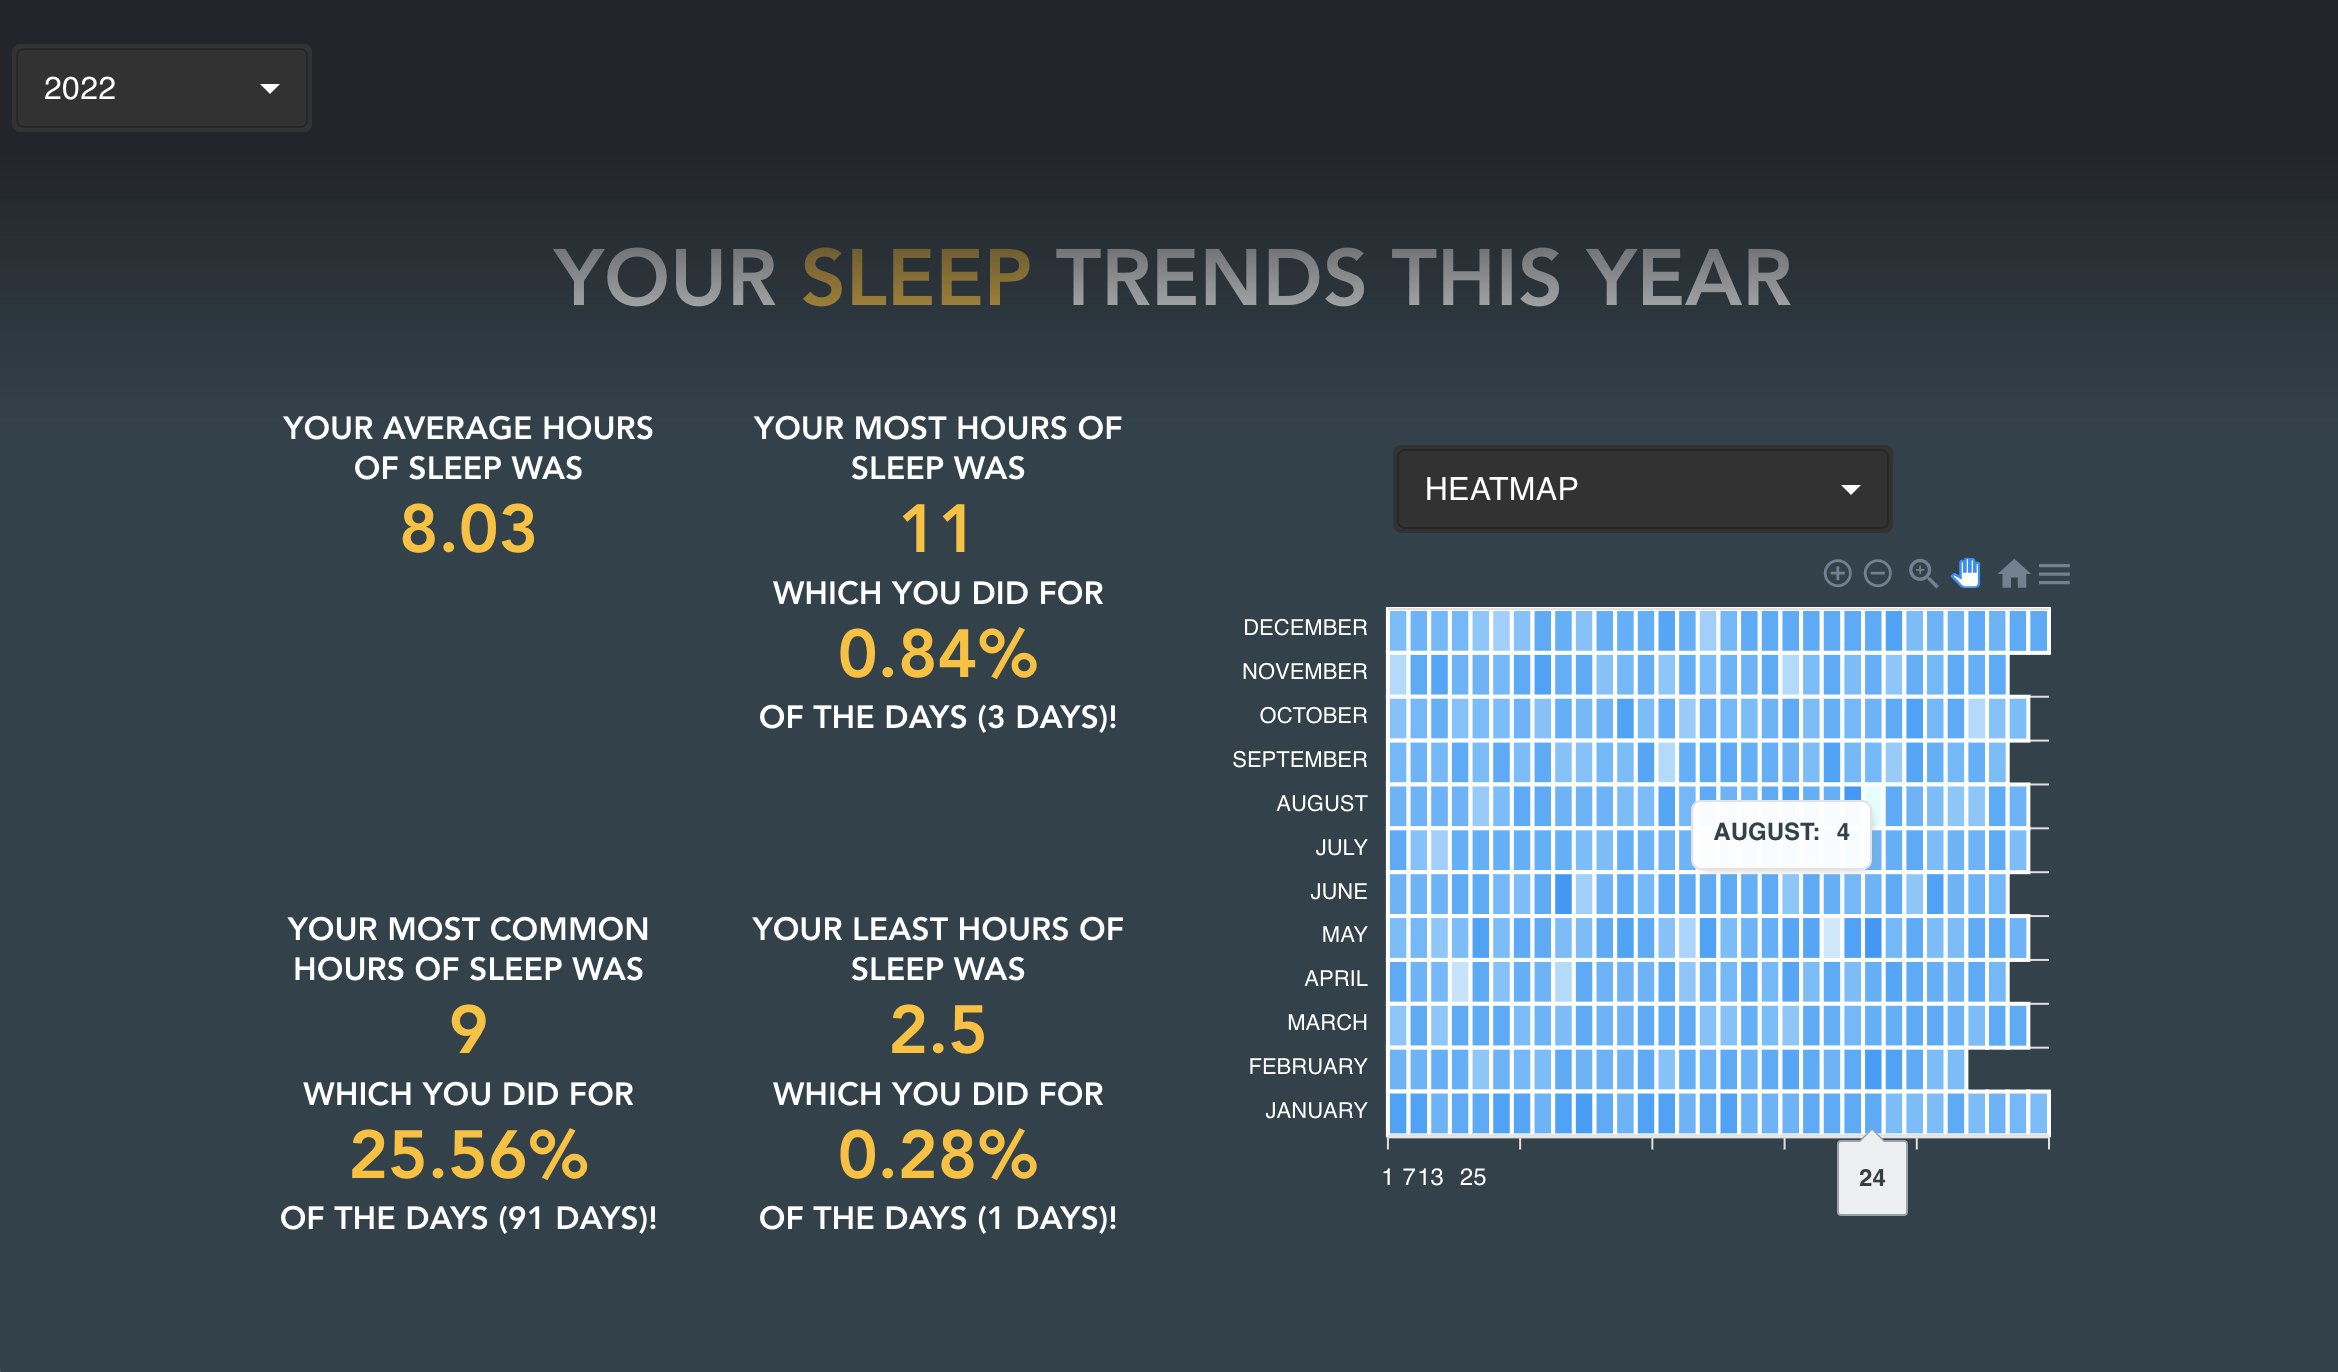 2022
YOUR SLEEP TRENDS THIS YEAR
YOUR AVERAGE HOURS
OF SLEEP WAS
8.03
YOUR MOST HOURS OF
SLEEP WAS
11
WHICH YOU DID FOR
0.84%
OF THE DAYS (3 DAYS)!
YOUR MOST COMMON
HOURS OF SLEEP WAS
9
WHICH YOU DID FOR
25.56%
OF THE DAYS (91 DAYS)!
YOUR LEAST HOURS OF
SLEEP WAS
2.5
WHICH YOU DID FOR
0.28%
OF THE DAYS (1 DAYS)!
HEATMAP
DECEMBER
NOVEMBER
OCTOBER
SEPTEMBER
AUGUST
AUGUST: 4
JULY
JUNE
MAY
APRIL
MARCH
FEBRUARY
JANUARY
1 7 13 25
24